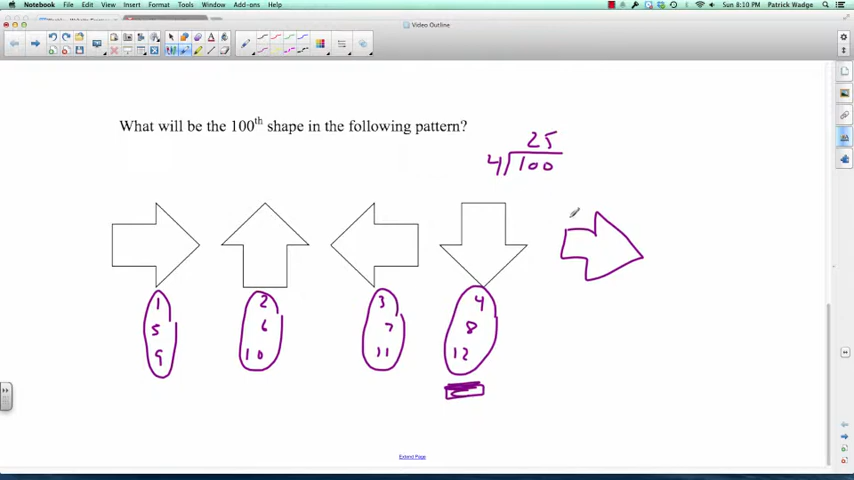 Notebook File Edit View Insert Format Tools Window Add-ons Help
Sun 8:10 PM Patrick Wadge
Video Outline
What will be the 100th shape in the following pattern?
25
4 100
1 2 3 4
5 6 7 8
9 10 11 12
Extend Page